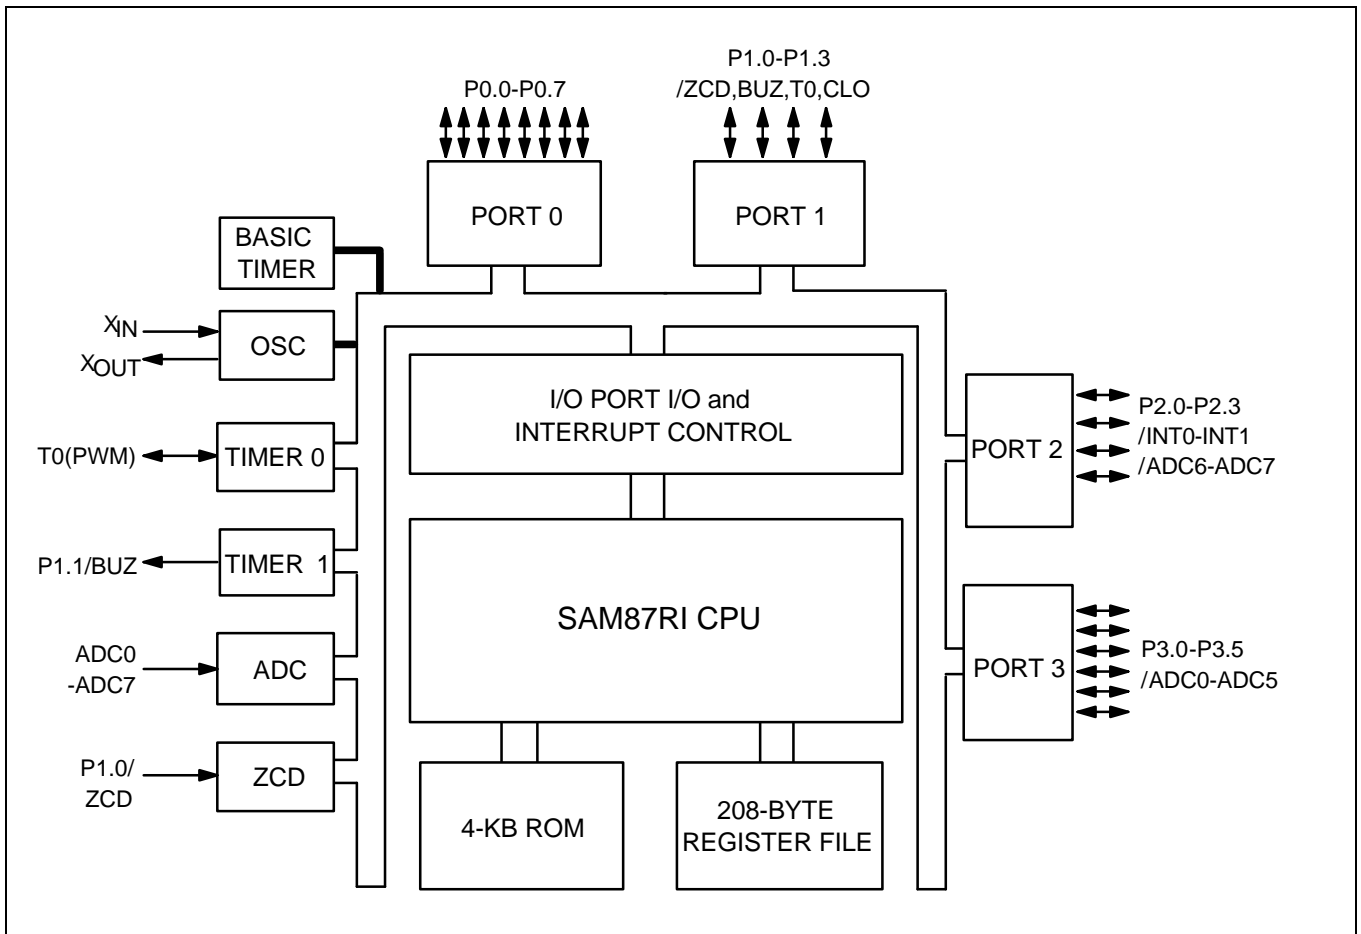 P0.0-P0.7
P1.0-P1.3
/ZCD,BUZ,T0,CLO
PORT 0
PORT 1
BASIC
TIMER
XIN
XOUT
OSC
I/O PORT I/O and
INTERRUPT CONTROL
T0(PWM)
TIMER 0
PORT 2
P2.0-P2.3
/INT0-INT1
/ADC6-ADC7
P1.1/BUZ
TIMER 1
SAM87RI CPU
ADC0
-ADC7
ADC
PORT 3
P3.0-P3.5
/ADC0-ADC5
P1.0/
ZCD
ZCD
4-KB ROM
208-BYTE
REGISTER FILE